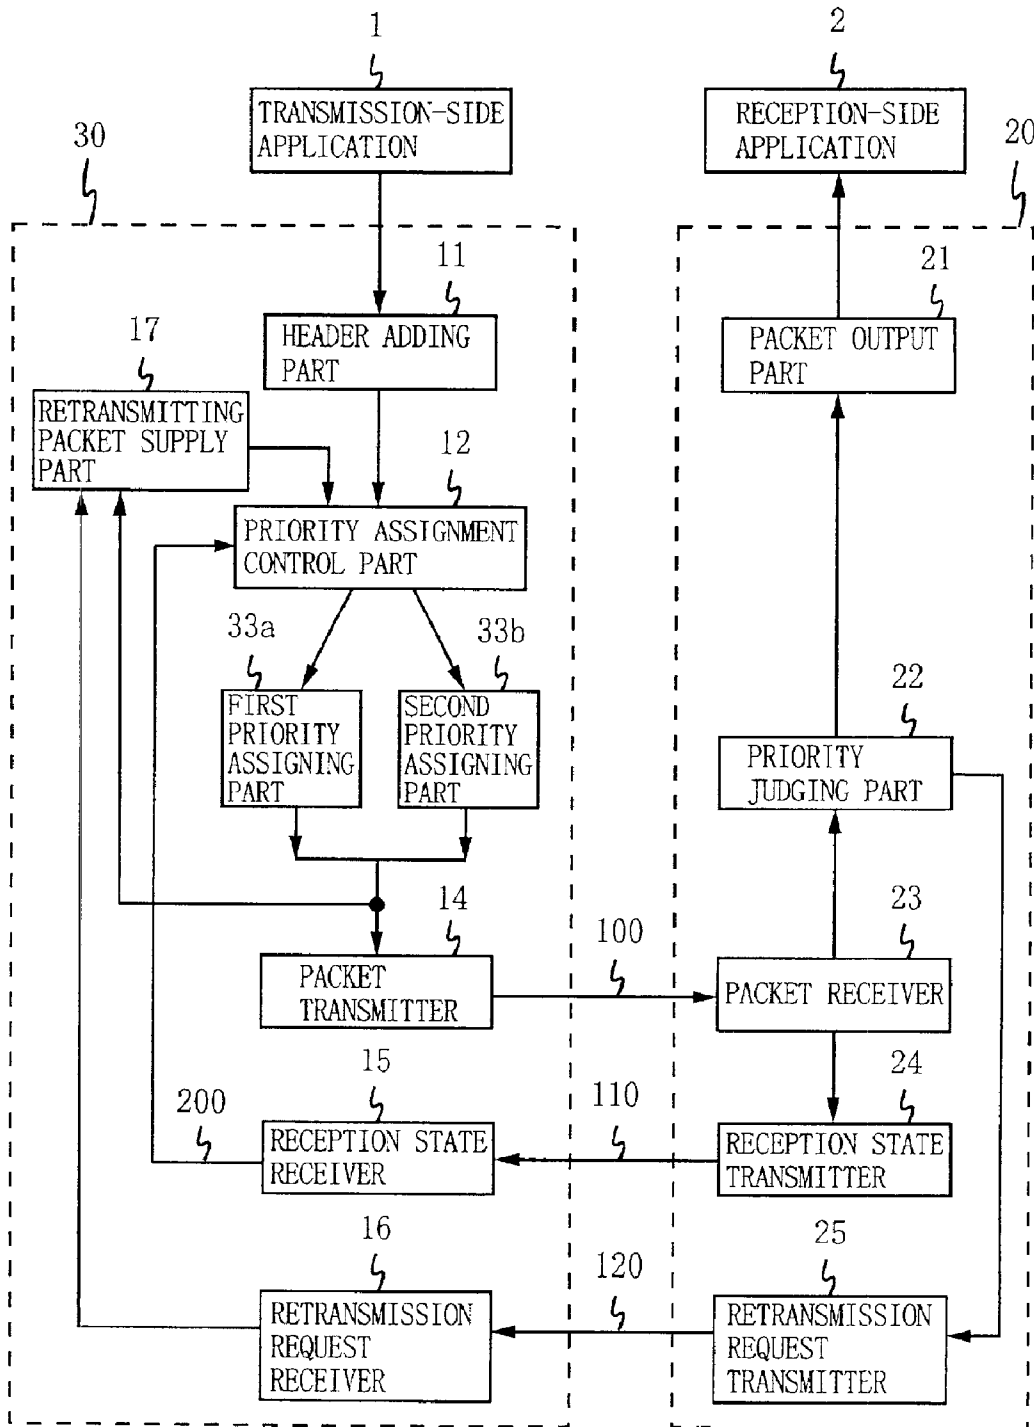 1
2
TRANSMISSION-SIDE
APPLICATION
RECEPTION-SIDE
APPLICATION
30
20
11
21
HEADER ADDING
PART
PACKET OUTPUT
PART
17
RETRANSMITTING
PACKET SUPPLY
PART
12
PRIORITY ASSIGNMENT
CONTROL PART
33a
33b
FIRST
PRIORITY
ASSIGNING
PART
SECOND
PRIORITY
ASSIGNING
PART
22
PRIORITY
JUDGING PART
14
100
23
PACKET
TRANSMITTER
PACKET RECEIVER
200
15
110
24
RECEPTION STATE
RECEIVER
RECEPTION STATE
TRANSMITTER
16
120
25
RETRANSMISSION
REQUEST
RECEIVER
RETRANSMISSION
REQUEST
TRANSMITTER